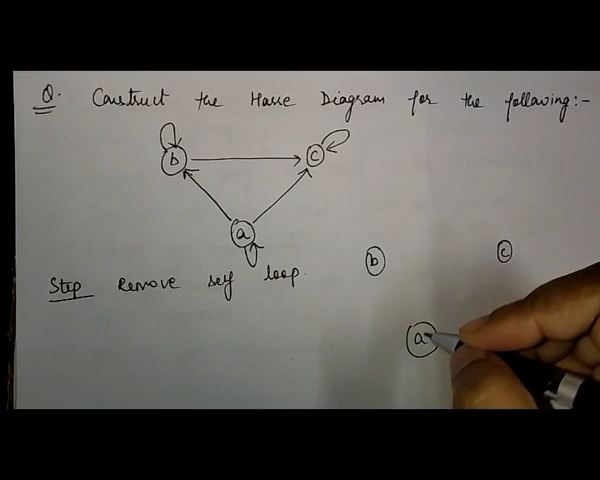 Q. Construct the Hasse Diagram for the following:-
b c
a
Step Remove self loop.
b c
a